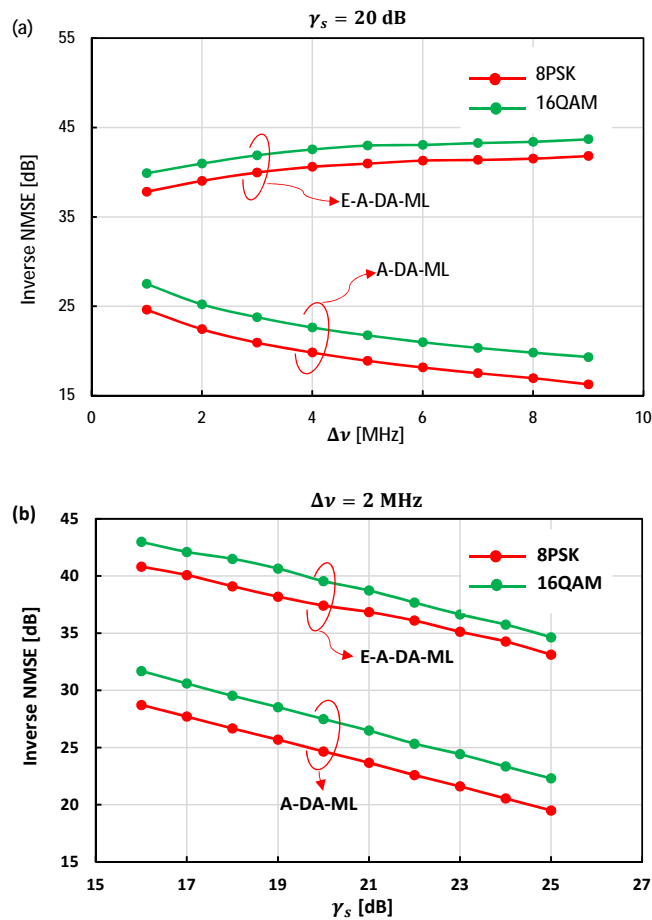 (a)
γₛ = 20 dB
55
45
35
25
15
Inverse NMSE [dB]
8PSK
16QAM
E-A-DA-ML
A-DA-ML
0 2 4 6 8 10
Δν [MHz]
(b)
Δν = 2 MHz
45
40
35
30
25
20
15
Inverse NMSE [dB]
8PSK
16QAM
E-A-DA-ML
A-DA-ML
15 17 19 21 23 25 27
γₛ [dB]